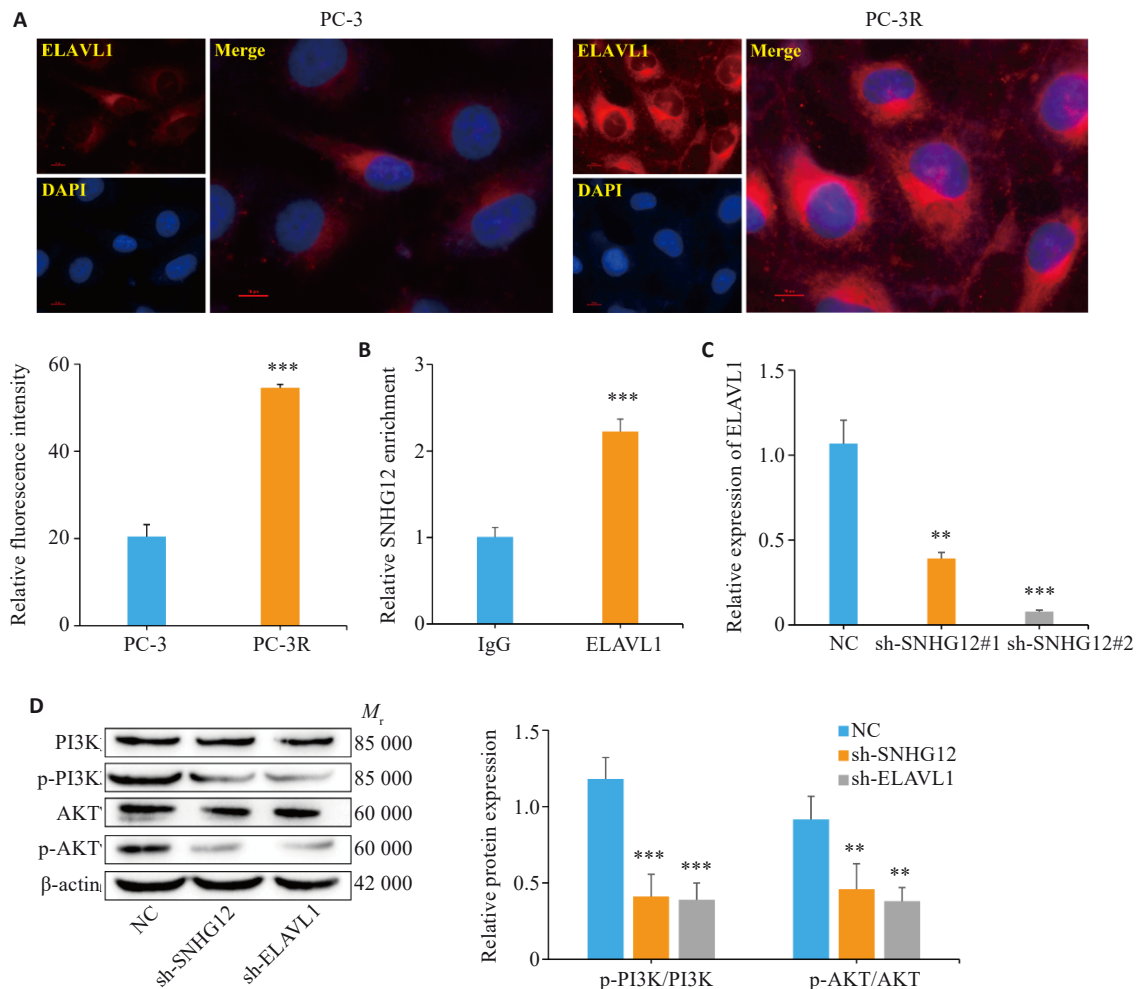 A
PC-3
PC-3R
ELAVL1
Merge
DAPI
ELAVL1
Merge
DAPI
Relative fluorescence intensity
60
40
20
0
***
PC-3
PC-3R
B
Relative SNHG12 enrichment
3
2
1
0
***
IgG
ELAVL1
C
Relative expression of ELAVL1
1.5
1.0
0.5
0
**
***
NC
sh-SNHG12#1
sh-SNHG12#2
D
Mr
PI3K
85 000
p-PI3K
85 000
AKT
60 000
p-AKT
60 000
β-actin
42 000
NC
sh-SNHG12
sh-ELAVL1
Relative protein expression
1.5
1.0
0.5
0
NC
sh-SNHG12
sh-ELAVL1
*** ***
** **
p-PI3K/PI3K
p-AKT/AKT